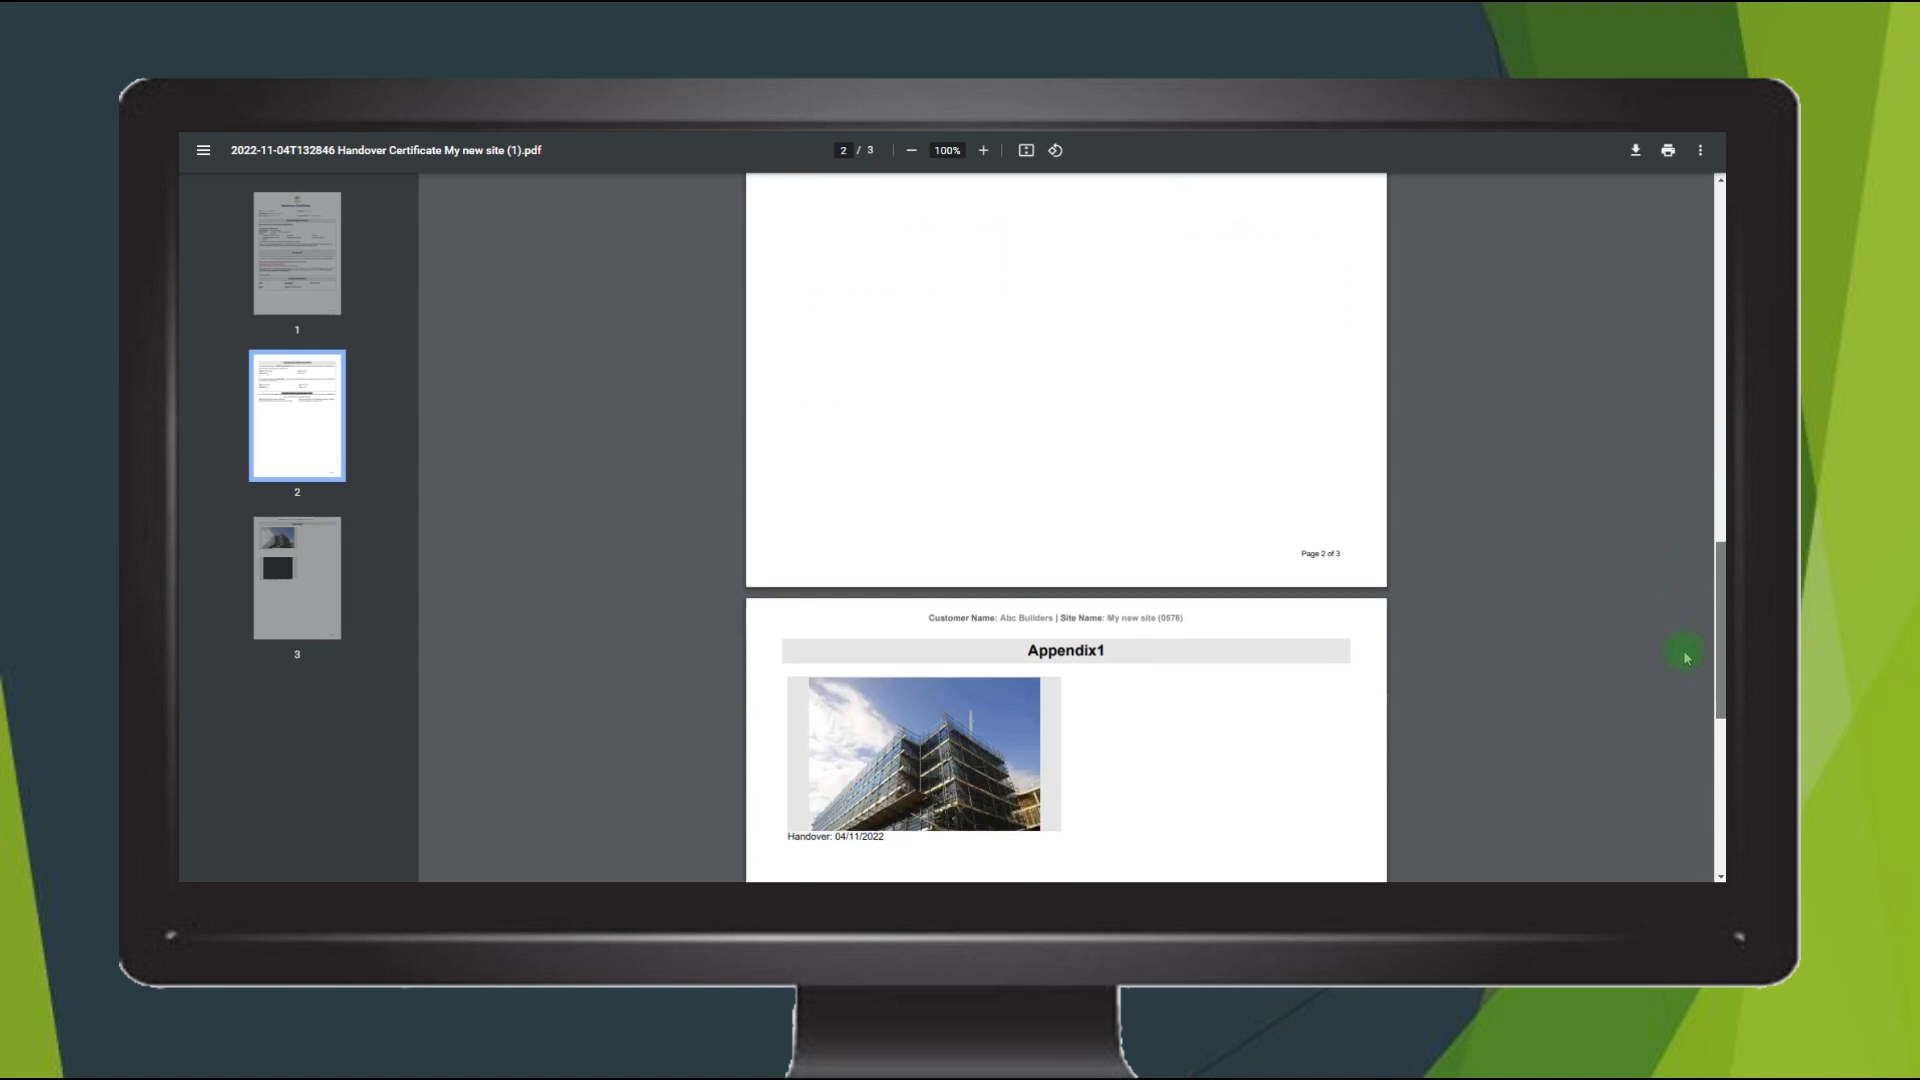 2022-11-04T132846 Handover Certificate My new site (1).pdf
2 / 3
100%
1
2
3
Page 2 of 3
Customer Name: Abc Builders | Site Name: My new site (0578)
Appendix1
Handover: 04/11/2022